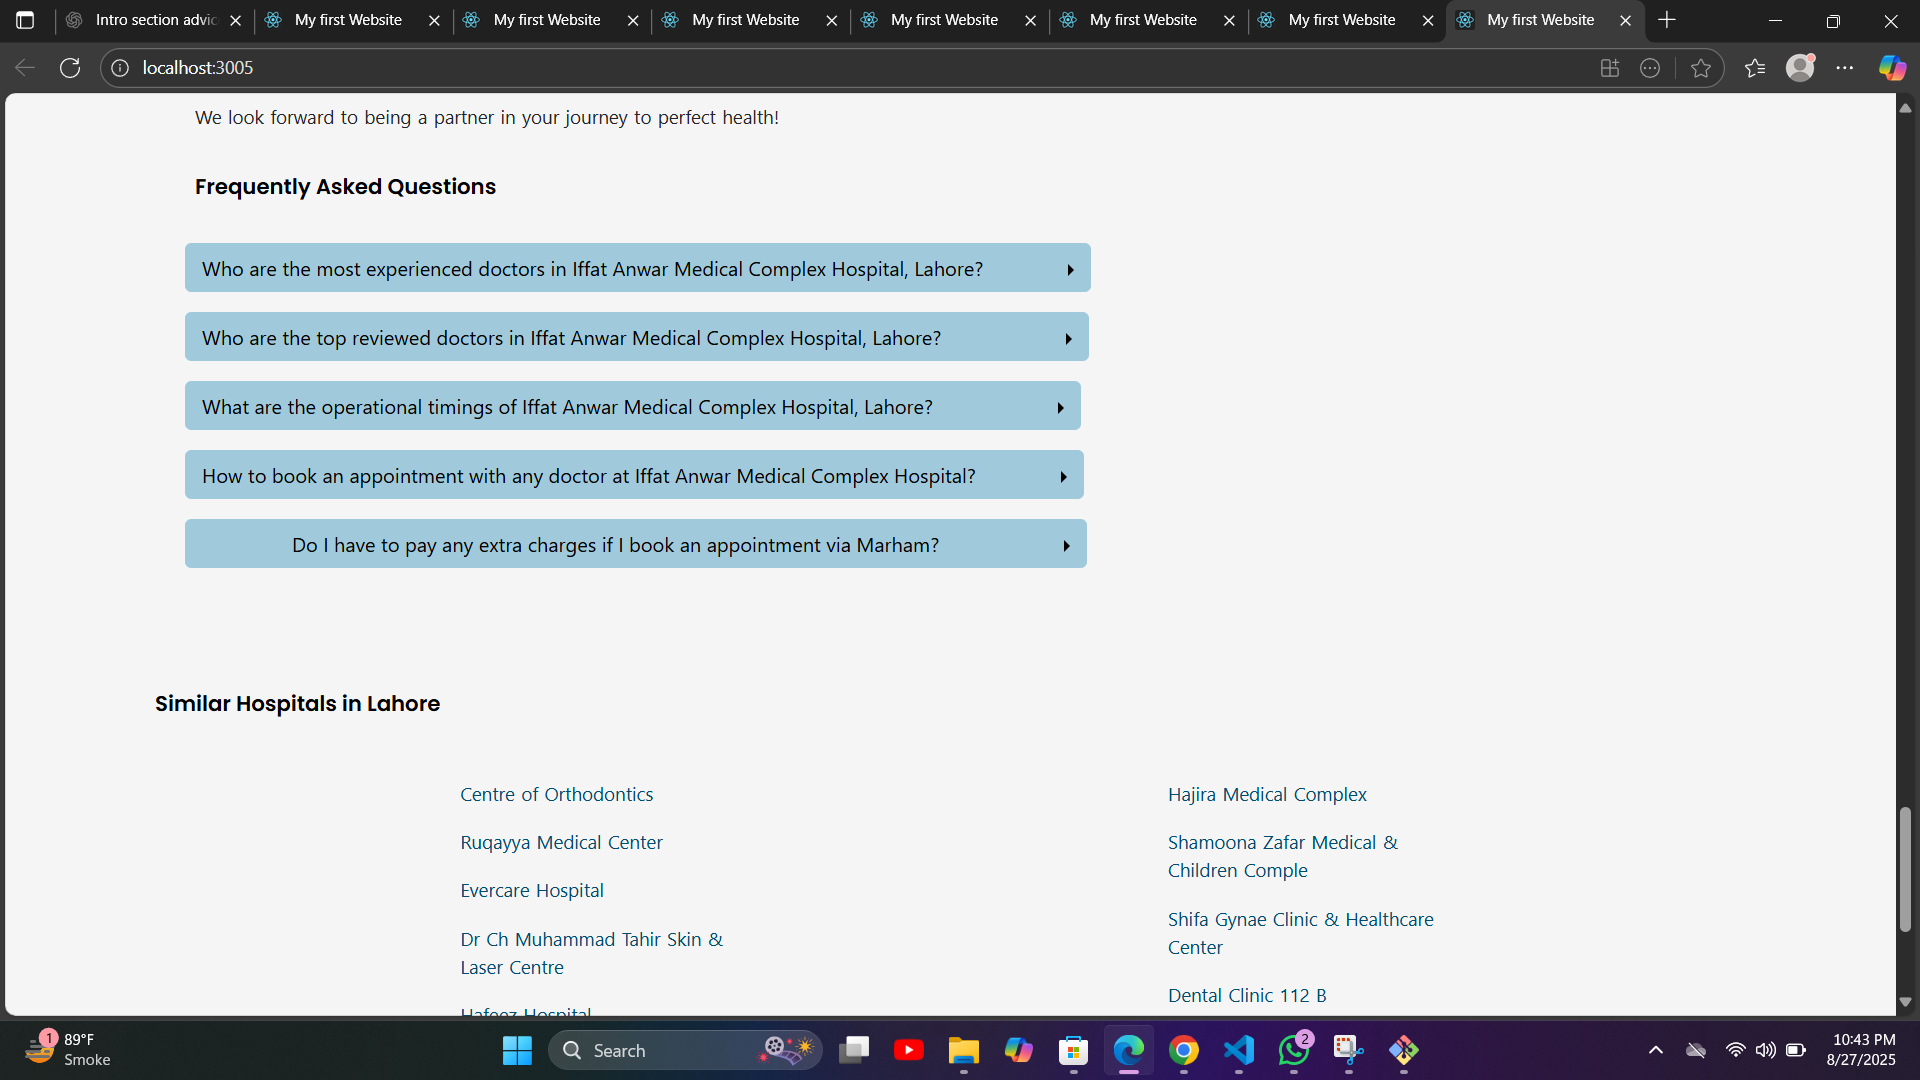 Intro section advic
My first Website
My first Website
My first Website
My first Website
My first Website
My first Website
My first Website
localhost:3005
We look forward to being a partner in your journey to perfect health!
Frequently Asked Questions
Who are the most experienced doctors in Iffat Anwar Medical Complex Hospital, Lahore?
Who are the top reviewed doctors in Iffat Anwar Medical Complex Hospital, Lahore?
What are the operational timings of Iffat Anwar Medical Complex Hospital, Lahore?
How to book an appointment with any doctor at Iffat Anwar Medical Complex Hospital?
Do I have to pay any extra charges if I book an appointment via Marham?
Similar Hospitals in Lahore
Centre of Orthodontics
Ruqayya Medical Center
Evercare Hospital
Dr Ch Muhammad Tahir Skin &
Laser Centre
Hafeez Hospital
Hajira Medical Complex
Shamoona Zafar Medical &
Children Comple
Shifa Gynae Clinic & Healthcare
Center
Dental Clinic 112 B
1
89°F
Smoke
Search
2
10:43 PM
8/27/2025